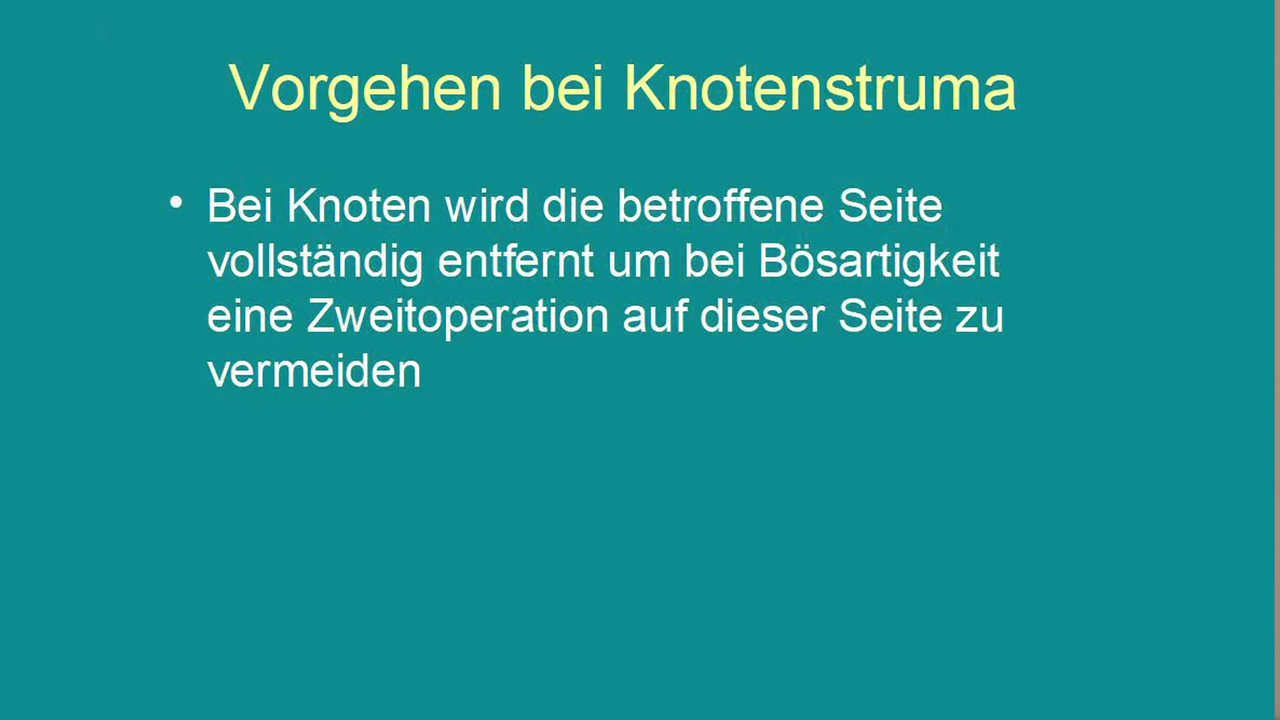 Vorgehen bei Knotenstruma
• Bei Knoten wird die betroffene Seite
vollständig entfernt um bei Bösartigkeit
eine Zweitoperation auf dieser Seite zu
vermeiden